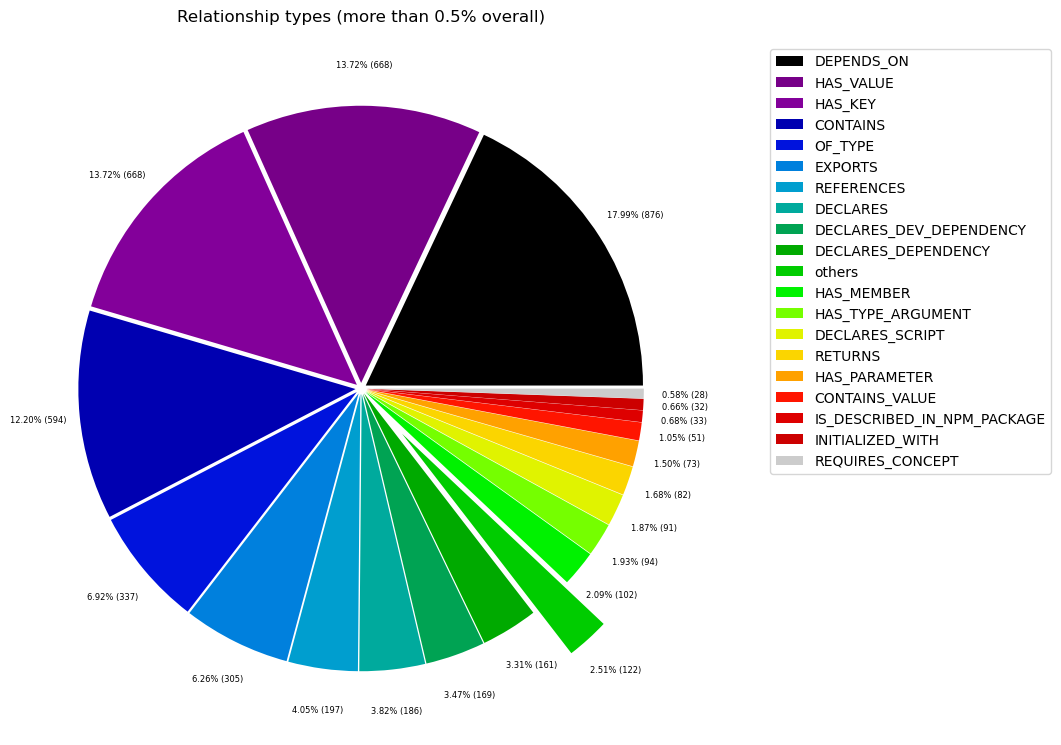 Relationship types (more than 0.5% overall)
17.99% (876)
13.72% (668)
13.72% (668)
12.20% (594)
6.92% (337)
6.26% (305)
4.05% (197)
3.82% (186)
3.47% (169)
3.31% (161)
2.51% (122)
2.09% (102)
1.93% (94)
1.87% (91)
1.68% (82)
1.50% (73)
1.05% (51)
0.68% (33)
0.66% (32)
0.58% (28)
DEPENDS_ON
HAS_VALUE
HAS_KEY
CONTAINS
OF_TYPE
EXPORTS
REFERENCES
DECLARES
DECLARES_DEV_DEPENDENCY
DECLARES_DEPENDENCY
others
HAS_MEMBER
HAS_TYPE_ARGUMENT
DECLARES_SCRIPT
RETURNS
HAS_PARAMETER
CONTAINS_VALUE
IS_DESCRIBED_IN_NPM_PACKAGE
INITIALIZED_WITH
REQUIRES_CONCEPT